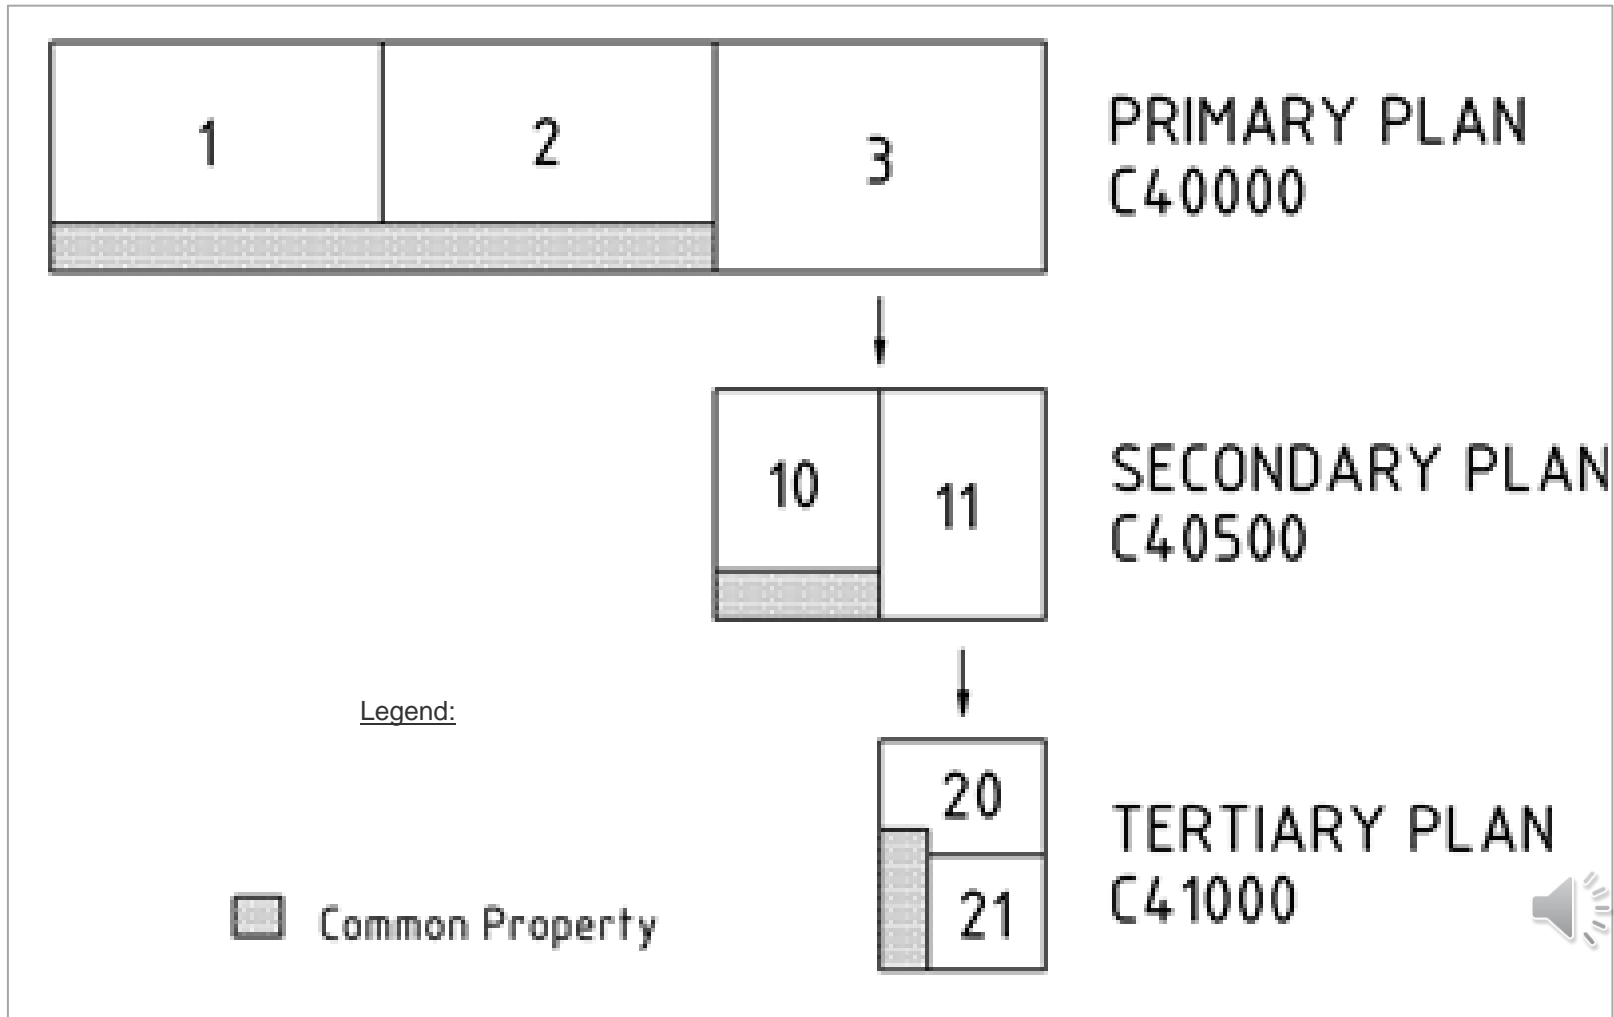 1
2
3
PRIMARY PLAN
C40000
10
11
SECONDARY PLAN
C40500
Legend:
20
21
TERTIARY PLAN
C41000
Common Property